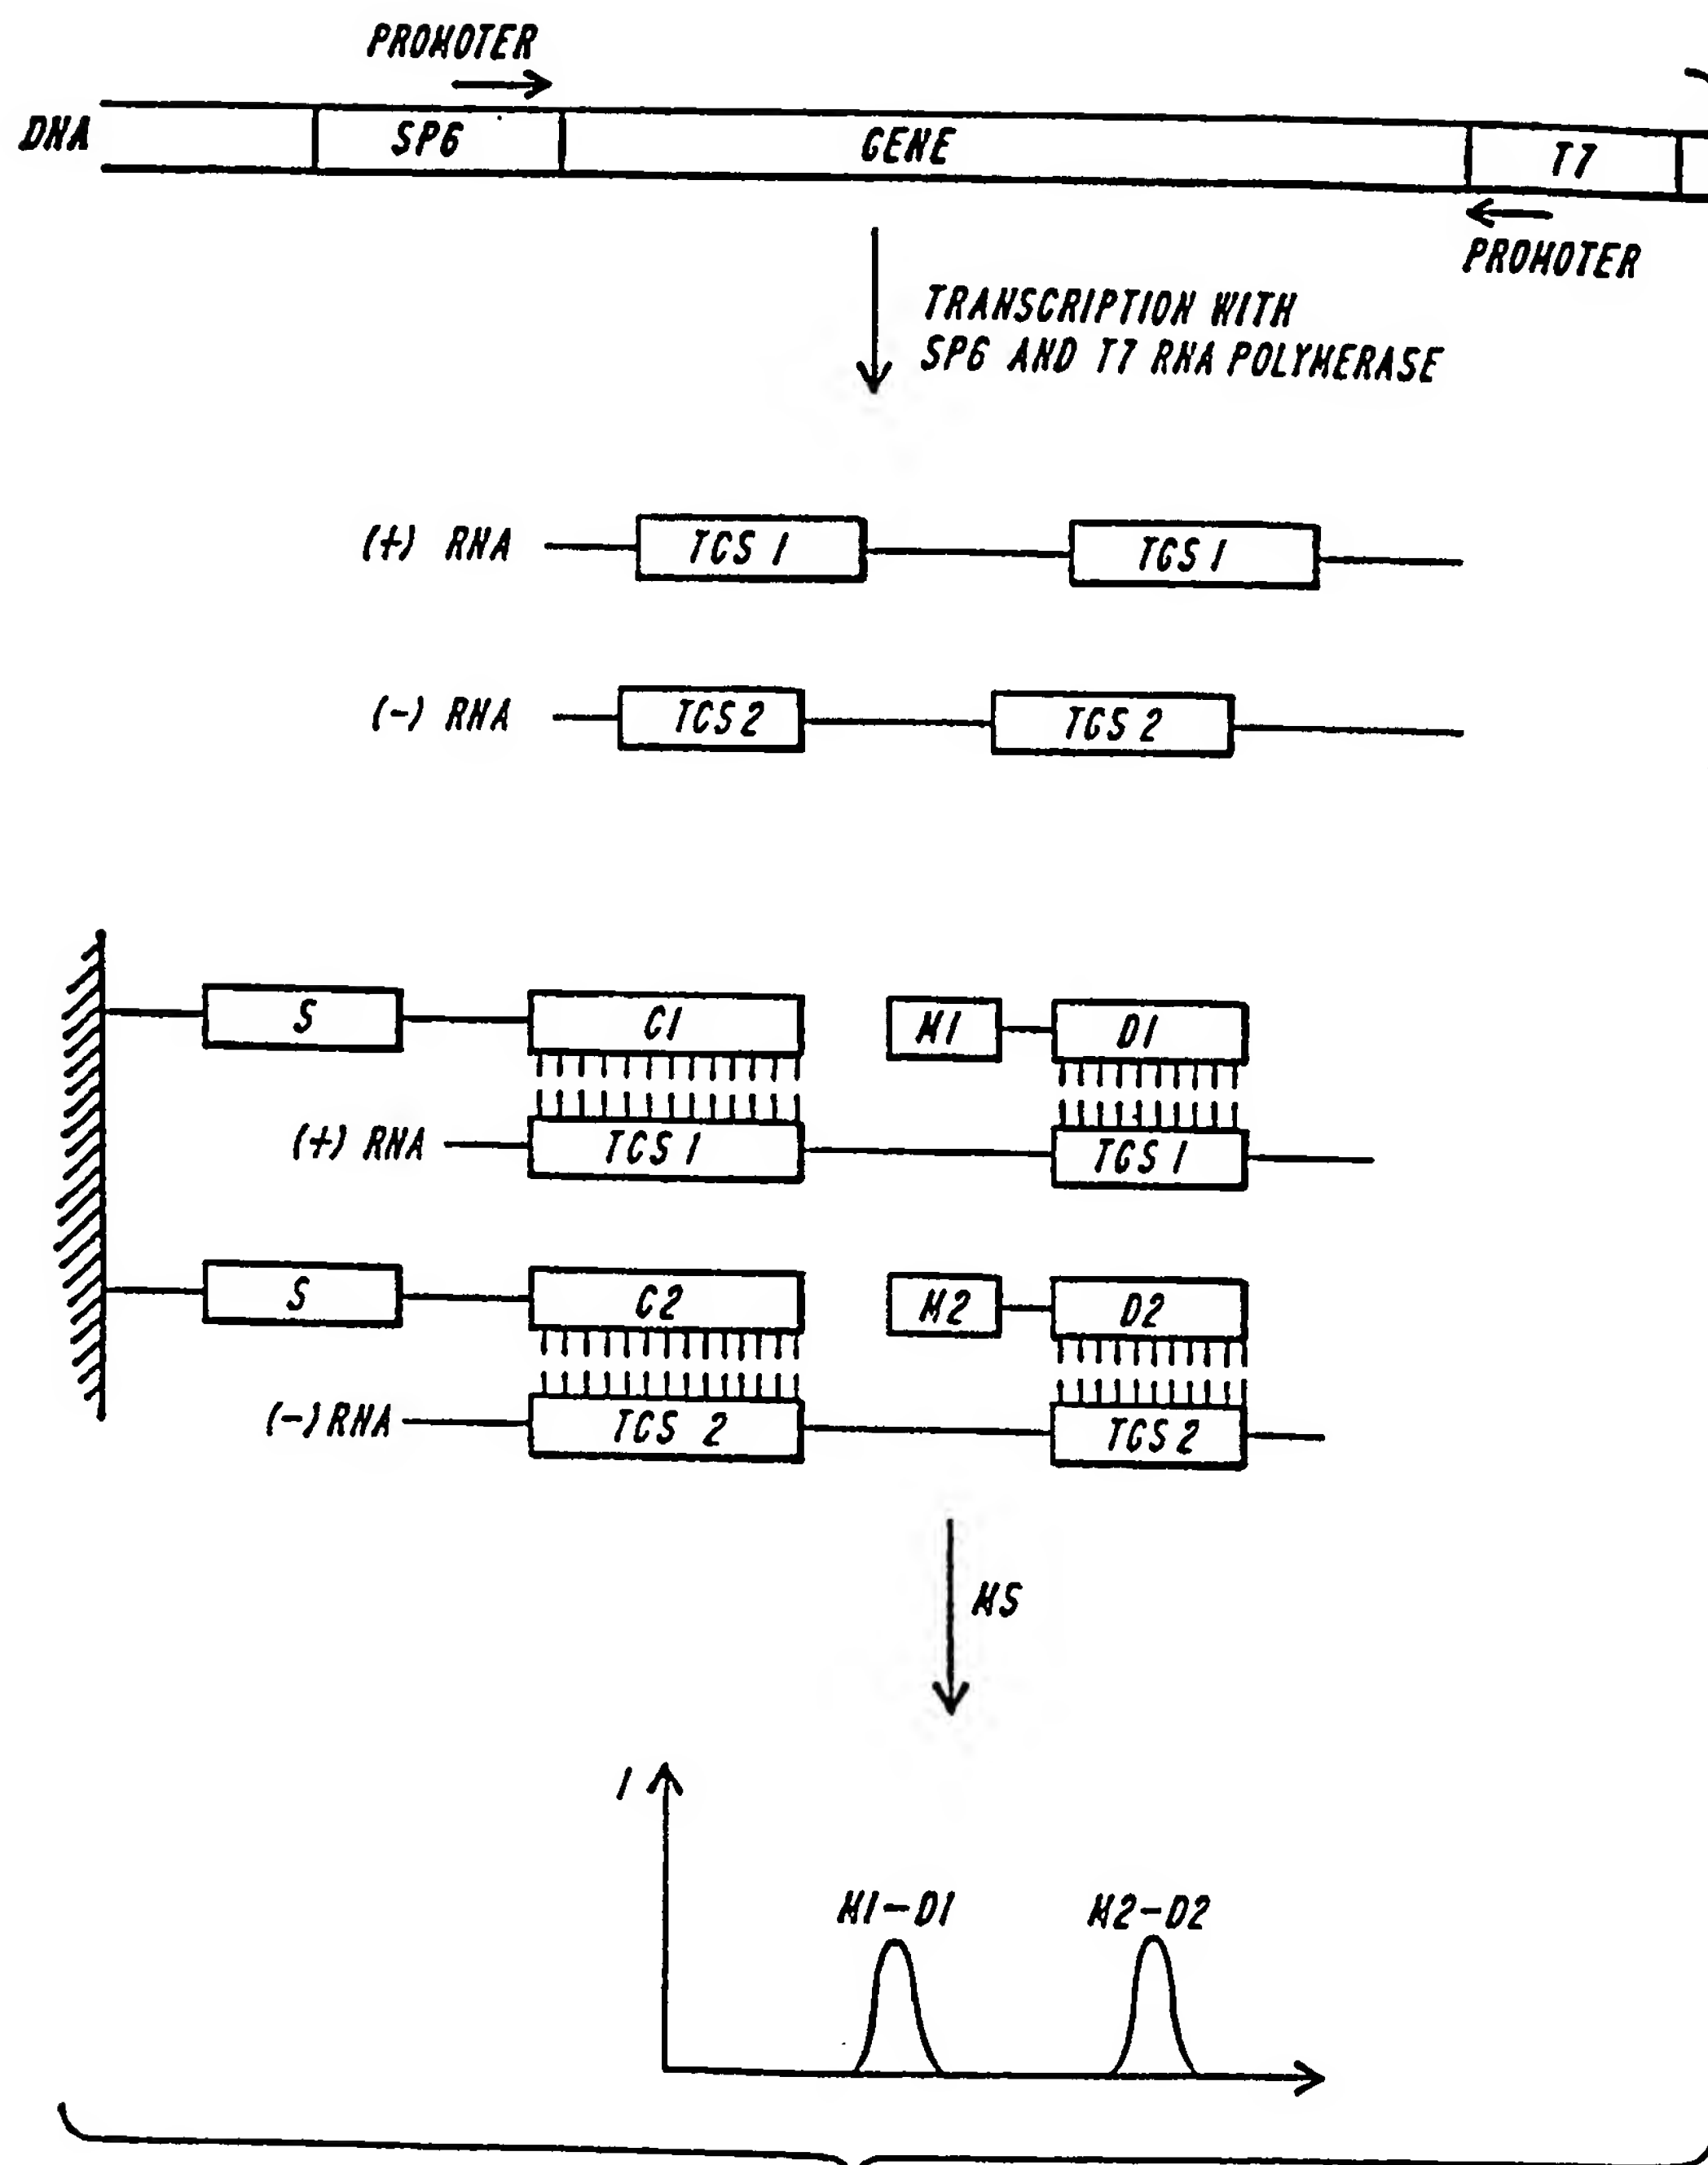 PROMOTER
DNA SP6 GENE T7
PROMOTER
TRANSCRIPTION WITH
SP6 AND T7 RNA POLYMERASE
(+) RNA TCS 1 TCS 1
(-) RNA TCS 2 TCS 2
S C1 M1 D1
(+) RNA TCS 1 TCS 1
S C2 M2 D2
(-) RNA TCS 2 TCS 2
MS
I
M1-D1 M2-D2